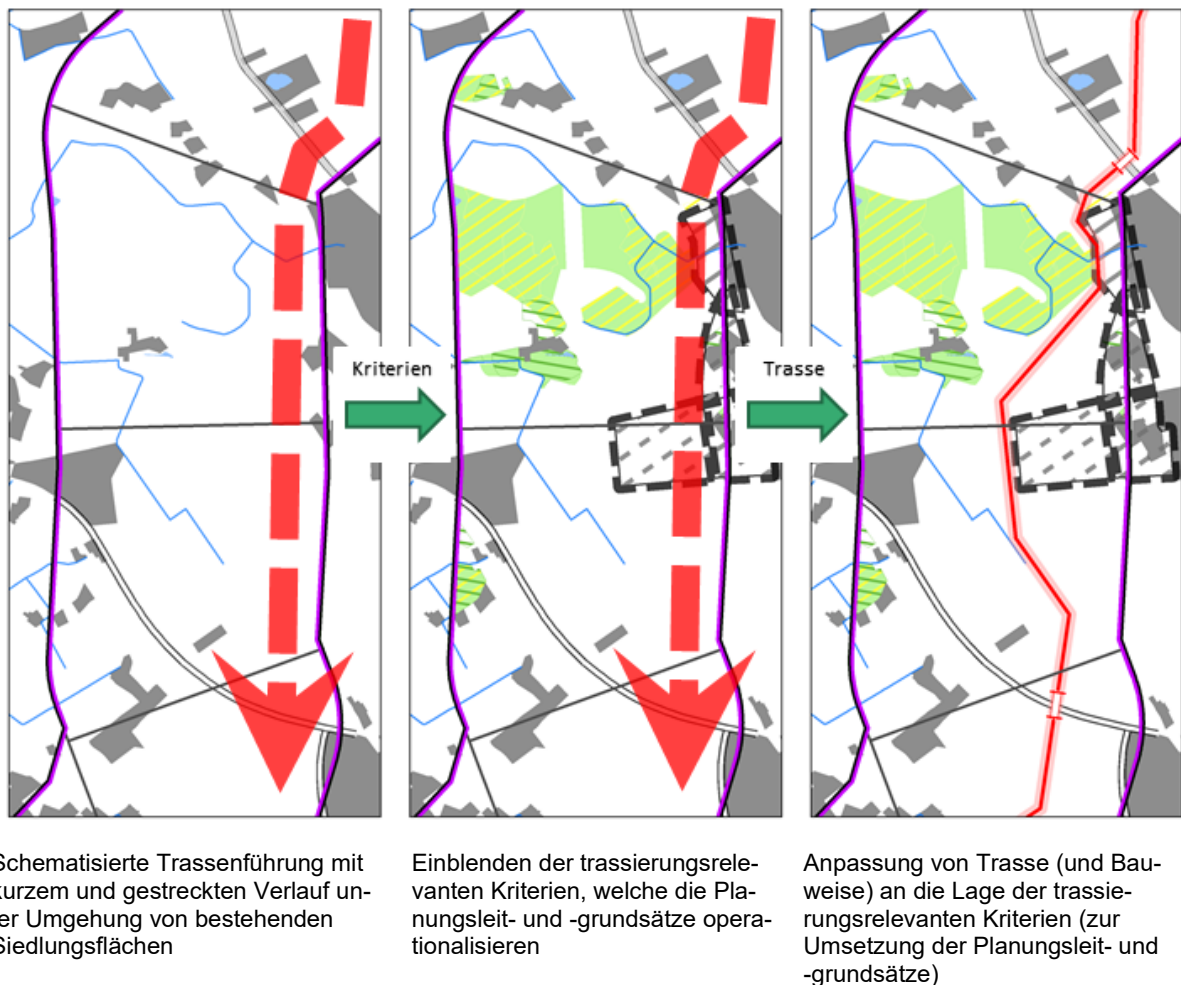 Kriterien
Trasse
Schematisierte Trassenführung mit
kurzem und gestreckten Verlauf un-
ter Umgehung von bestehenden
Siedlungsflächen
Einblenden der trassierungsrele-
vanten Kriterien, welche die Pla-
nungsleit- und -grundsätze opera-
tionalisieren
Anpassung von Trasse (und Bau-
weise) an die Lage der trassie-
rungsrelevanten Kriterien (zur
Umsetzung der Planungsleit- und
-grundsätze)